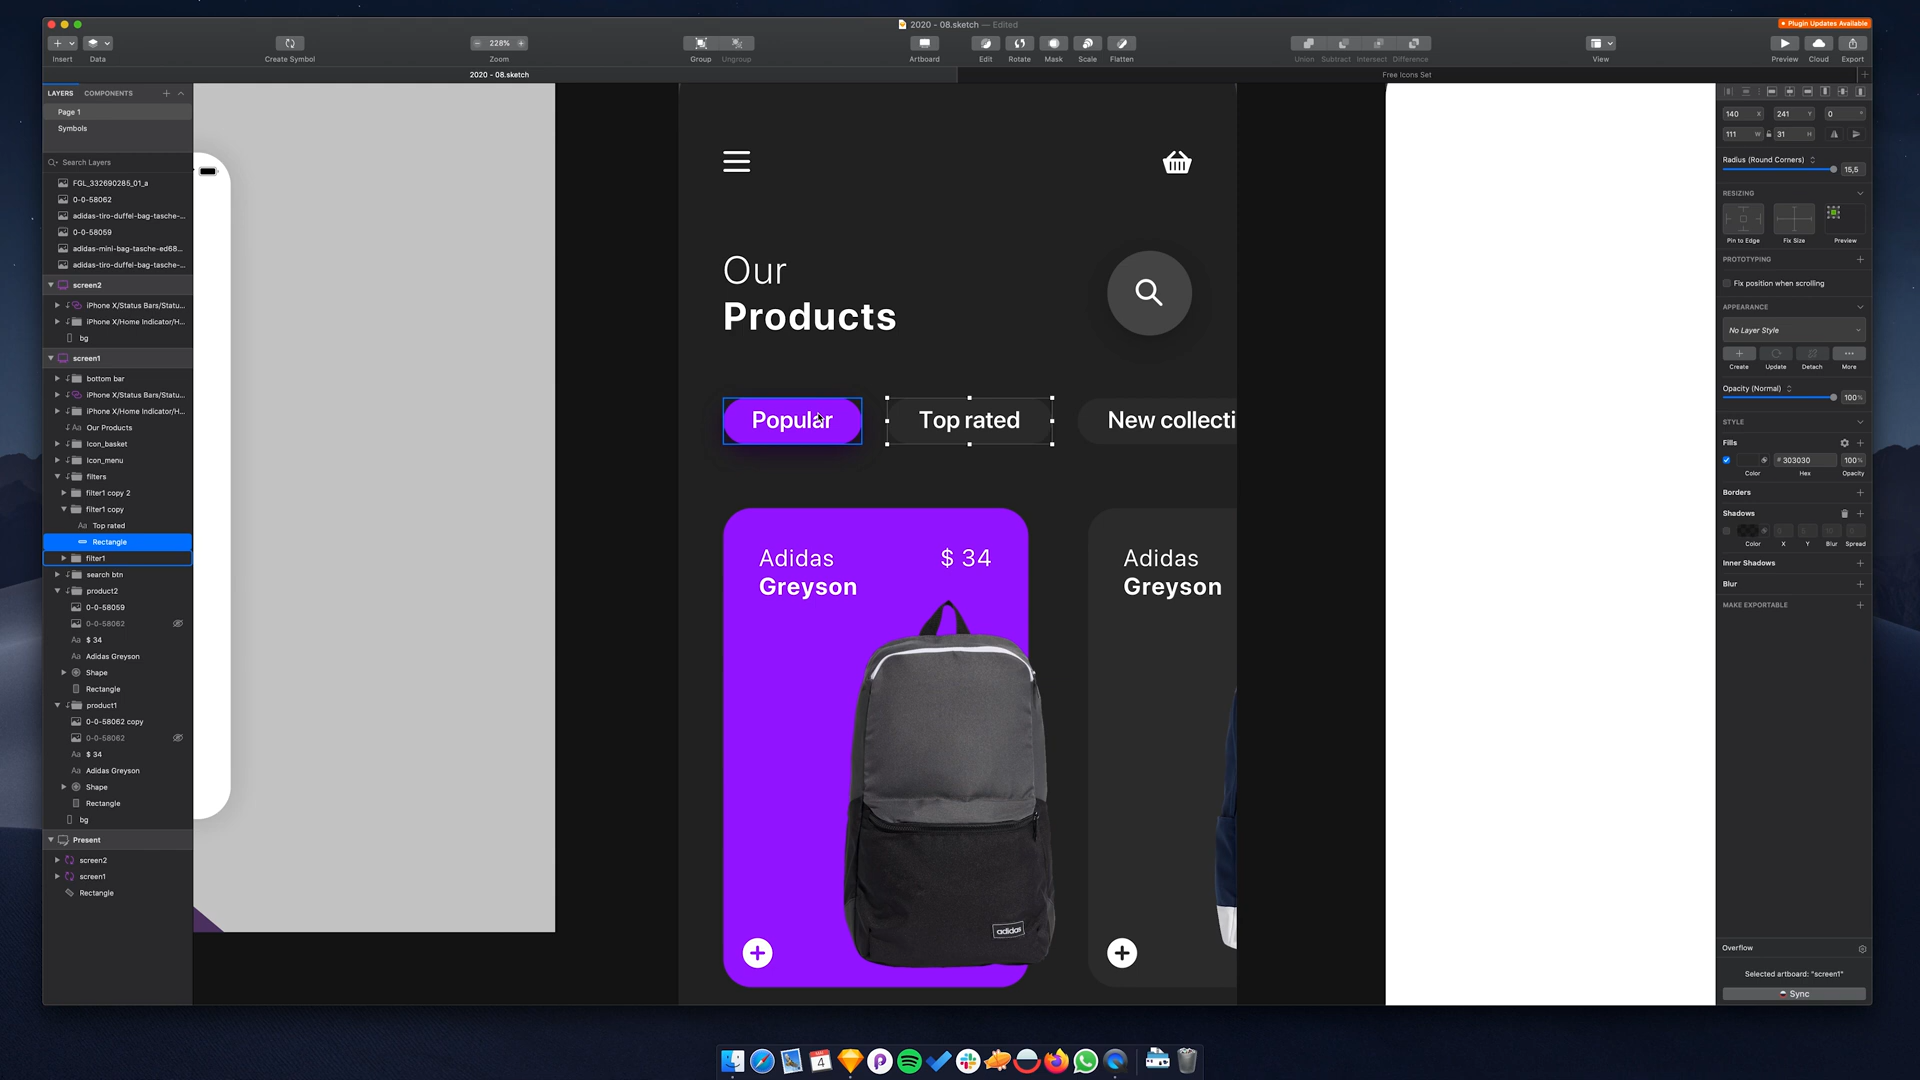 2020 - 08.sketch — Edited
Plugin Updates Available
228%
Insert
Data
Create Symbol
Zoom
Group
Ungroup
Artboard
Edit
Rotate
Mask
Scale
Flatten
Union
Subtract
Intersect
Difference
View
Preview
Cloud
Export
2020 - 08.sketch
Free Icons Set
LAYERS
COMPONENTS
Page 1
Symbols
Search Layers
FGL_332690285_01_a
0-0-58062
adidas-tiro-duffel-bag-tasche-...
0-0-58059
adidas-mini-bag-tasche-ed68...
adidas-tiro-duffel-bag-tasche-...
screen2
iPhone X/Status Bars/Statu...
iPhone X/Home Indicator/H...
bg
screen1
bottom bar
iPhone X/Status Bars/Statu...
iPhone X/Home Indicator/H...
Aa Our Products
Icon_basket
Icon_menu
filters
filter1 copy 2
filter1 copy
Aa Top rated
Rectangle
filter1
search btn
product2
0-0-58059
0-0-58062
Aa $ 34
Aa Adidas Greyson
Shape
Rectangle
product1
0-0-58062 copy
0-0-58062
Aa $ 34
Aa Adidas Greyson
Shape
Rectangle
bg
Present
screen2
screen1
Rectangle
Our
Products
Popular
Top rated
New collecti
Adidas
Greyson
$ 34
adidas
Adidas
Greyson
140 X
241 Y
0 °
111 W
31 H
Radius (Round Corners)
15,5
RESIZING
Pin to Edge
Fix Size
Preview
PROTOTYPING
Fix position when scrolling
APPEARANCE
No Layer Style
Create
Update
Detach
More
Opacity (Normal)
100%
STYLE
Fills
# 303030
100%
Color
Hex
Opacity
Borders
Shadows
Color
X
Y
Blur
Spread
Inner Shadows
Blur
MAKE EXPORTABLE
Overflow
Selected artboard: "screen1"
Sync
4